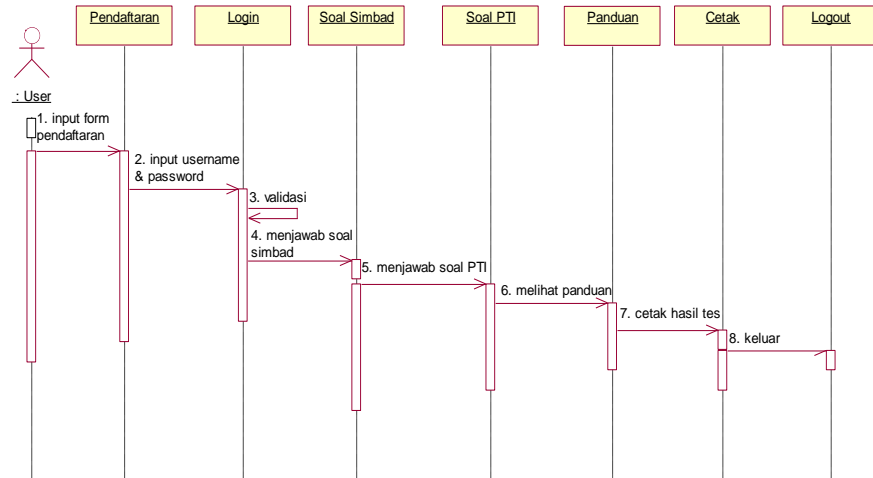 Pendaftaran
Login
Soal Simbad
Soal PTI
Panduan
Cetak
Logout
: User
1. input form
pendaftaran
2. input username
& password
3. validasi
4. menjawab soal
simbad
5. menjawab soal PTI
6. melihat panduan
7. cetak hasil tes
8. keluar